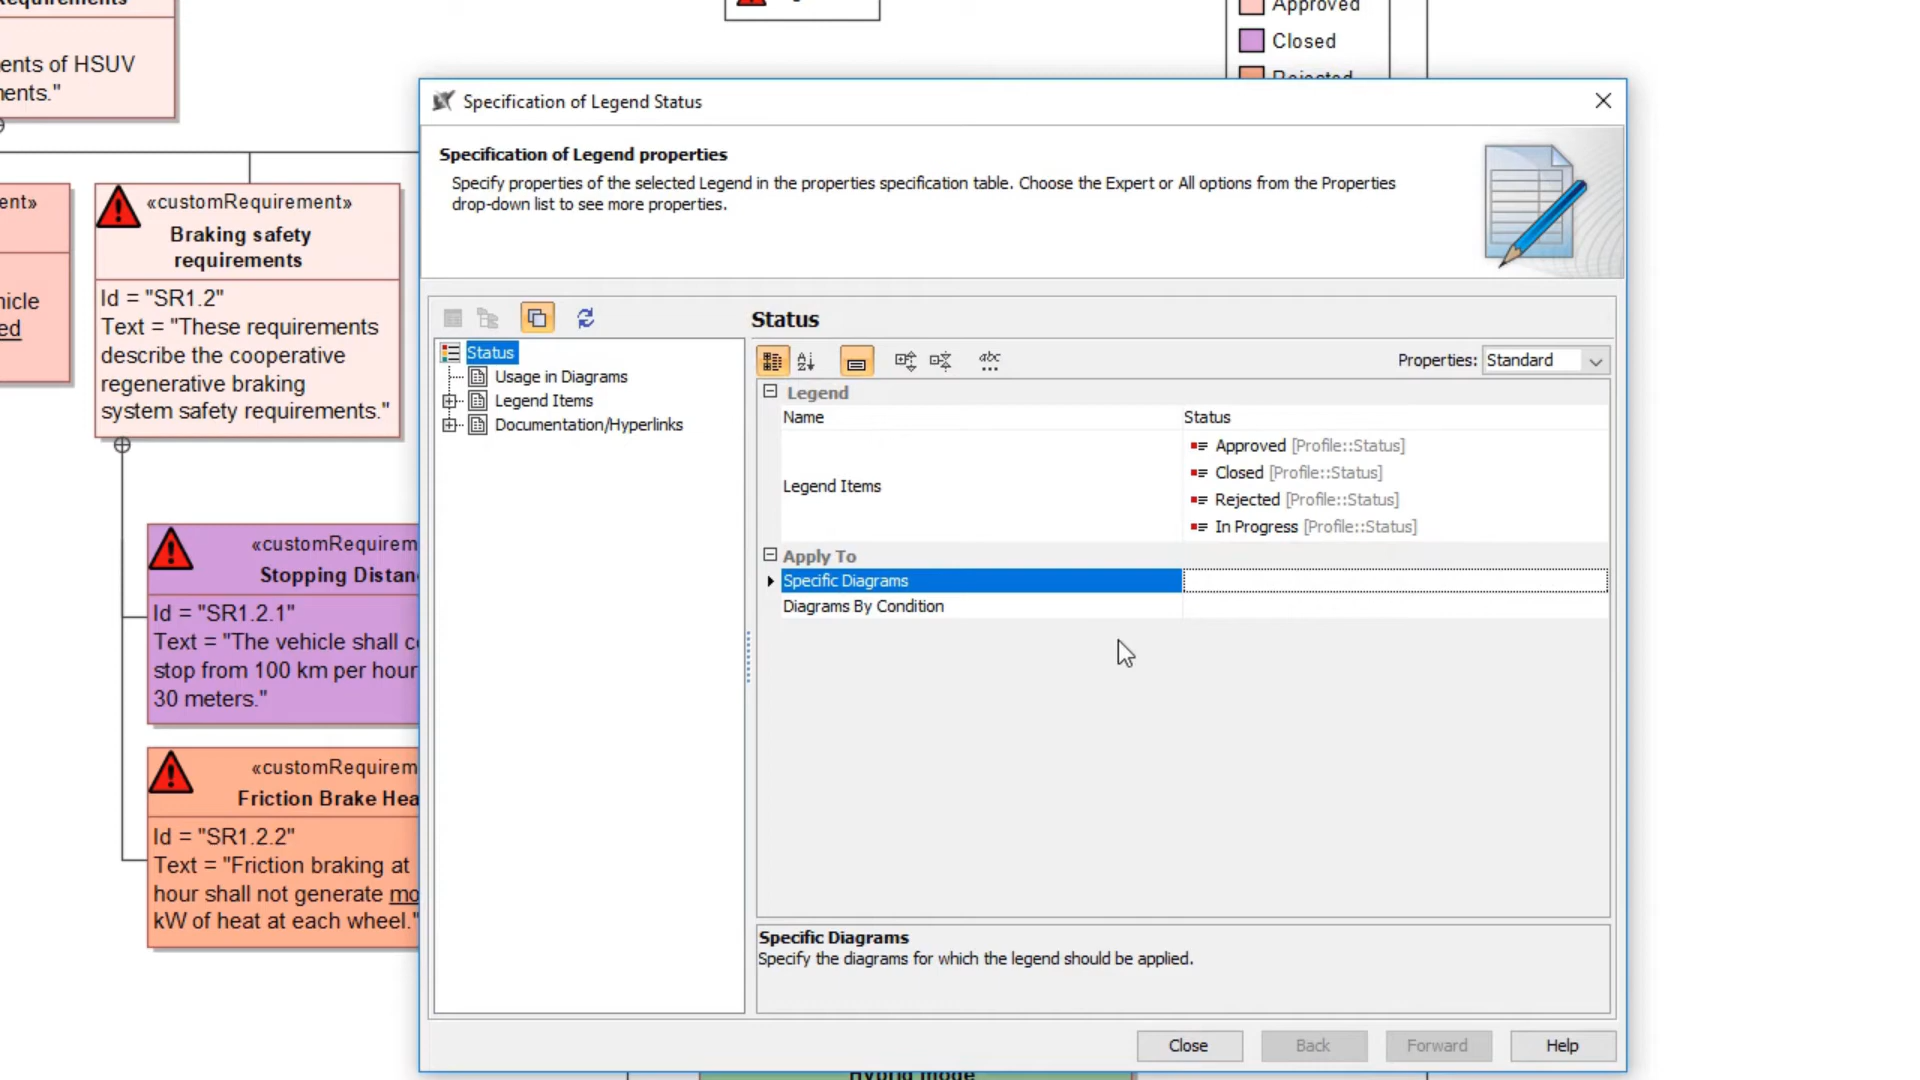 ents of HSUV
ents."
Approved
Closed
Specification of Legend Status
Specification of Legend properties
Specify properties of the selected Legend in the properties specification table. Choose the Expert or All options from the Properties
drop-down list to see more properties.
«customRequirement»
Braking safety
requirements
Id = "SR1.2"
Text = "These requirements
describe the cooperative
regenerative braking
system safety requirements."
«customRequirem
Stopping Distan
Id = "SR1.2.1"
Text = "The vehicle shall c
stop from 100 km per hour
30 meters."
«customRequirem
Friction Brake Hea
Id = "SR1.2.2"
Text = "Friction braking at
hour shall not generate mo
kW of heat at each wheel."
Status
Usage in Diagrams
Legend Items
Documentation/Hyperlinks
Status
Properties: Standard
Legend
Name Status
Legend Items
Approved [Profile::Status]
Closed [Profile::Status]
Rejected [Profile::Status]
In Progress [Profile::Status]
Apply To
Specific Diagrams
Diagrams By Condition
Specific Diagrams
Specify the diagrams for which the legend should be applied.
Close Back Forward Help
Hybrid mode